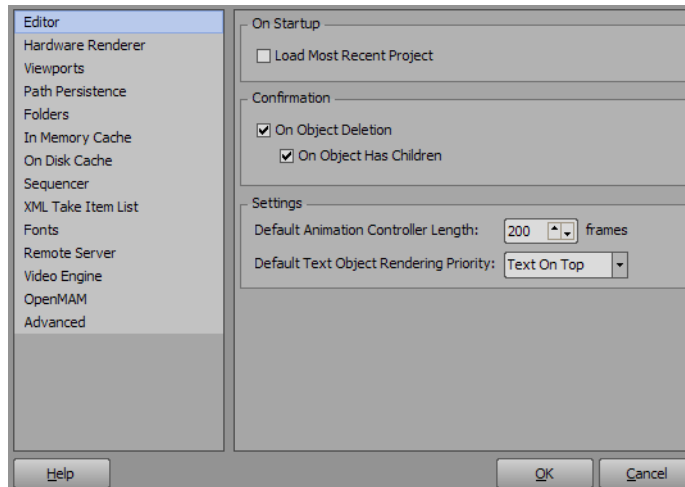 Editor
Hardware Renderer
Viewports
Path Persistence
Folders
In Memory Cache
On Disk Cache
Sequencer
XML Take Item List
Fonts
Remote Server
Video Engine
OpenMAM
Advanced
On Startup
Load Most Recent Project
Confirmation
On Object Deletion
On Object Has Children
Settings
Default Animation Controller Length: 200 frames
Default Text Object Rendering Priority: Text On Top
Help OK Cancel